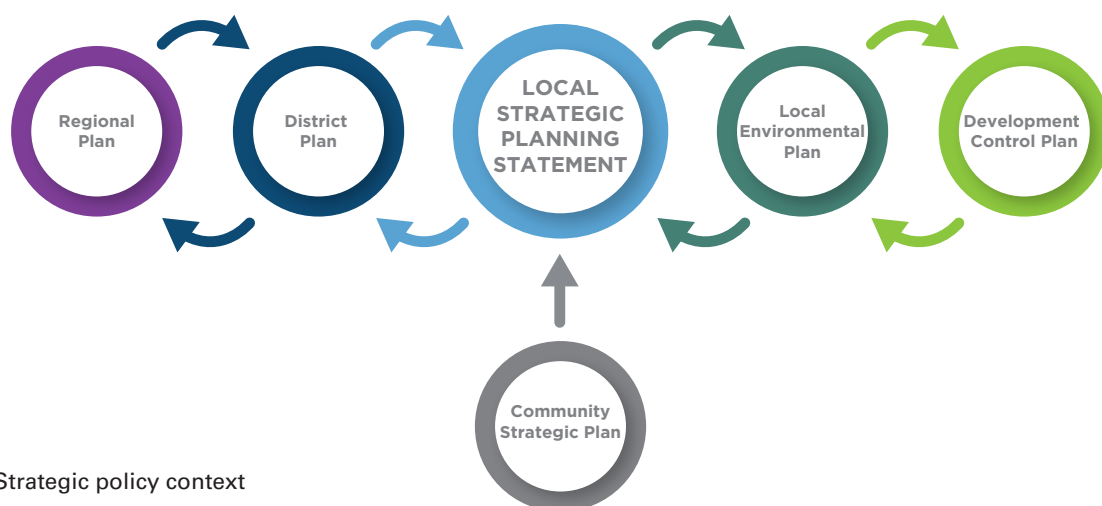 Regional
Plan
District
Plan
LOCAL
STRATEGIC
PLANNING
STATEMENT
Local
Environmental
Plan
Development
Control Plan
Community
Strategic Plan
Strategic policy context